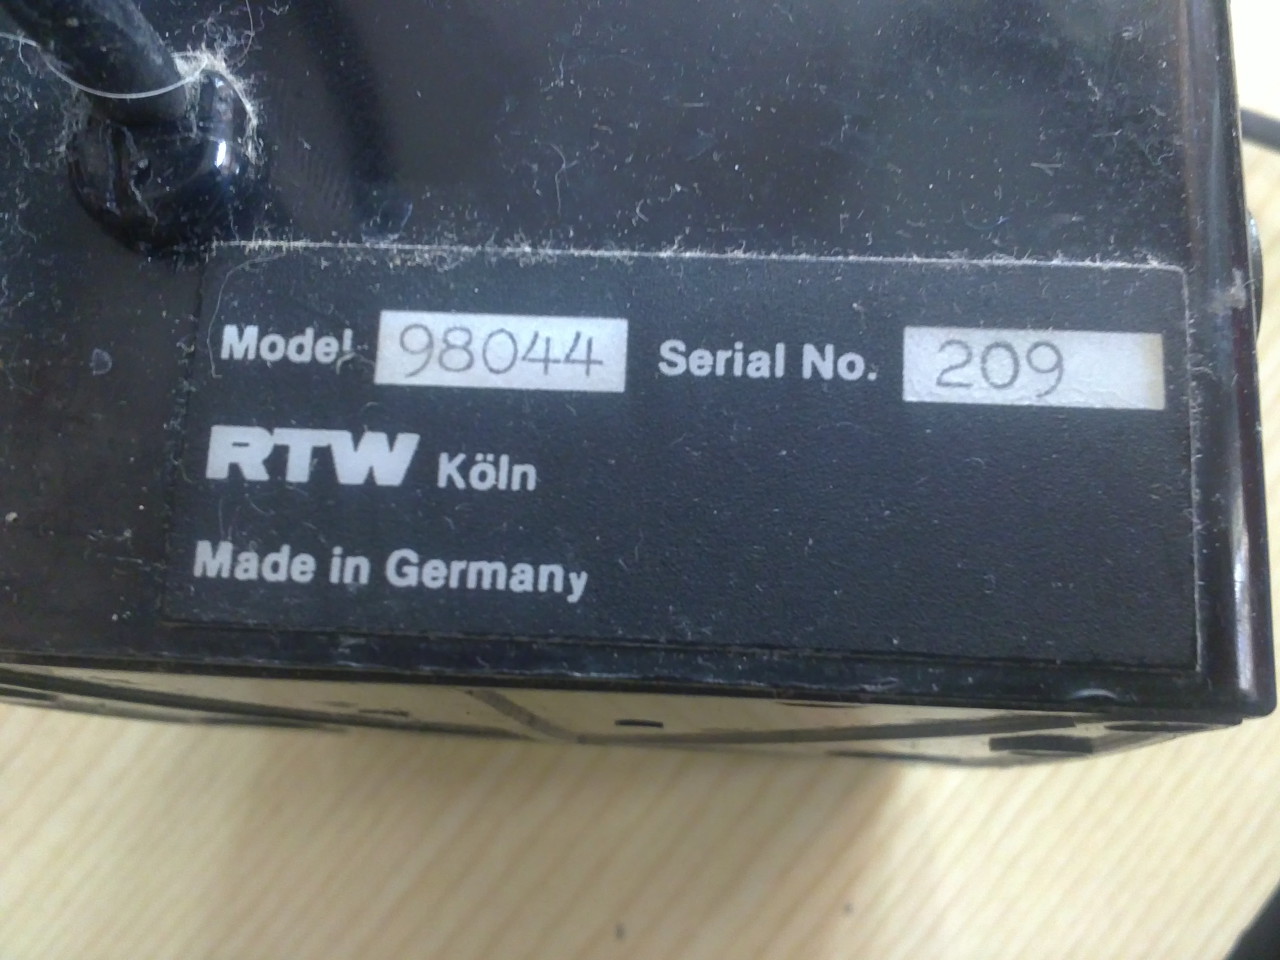 Model 98044 Serial No. 209
RTW Köln
Made in Germany